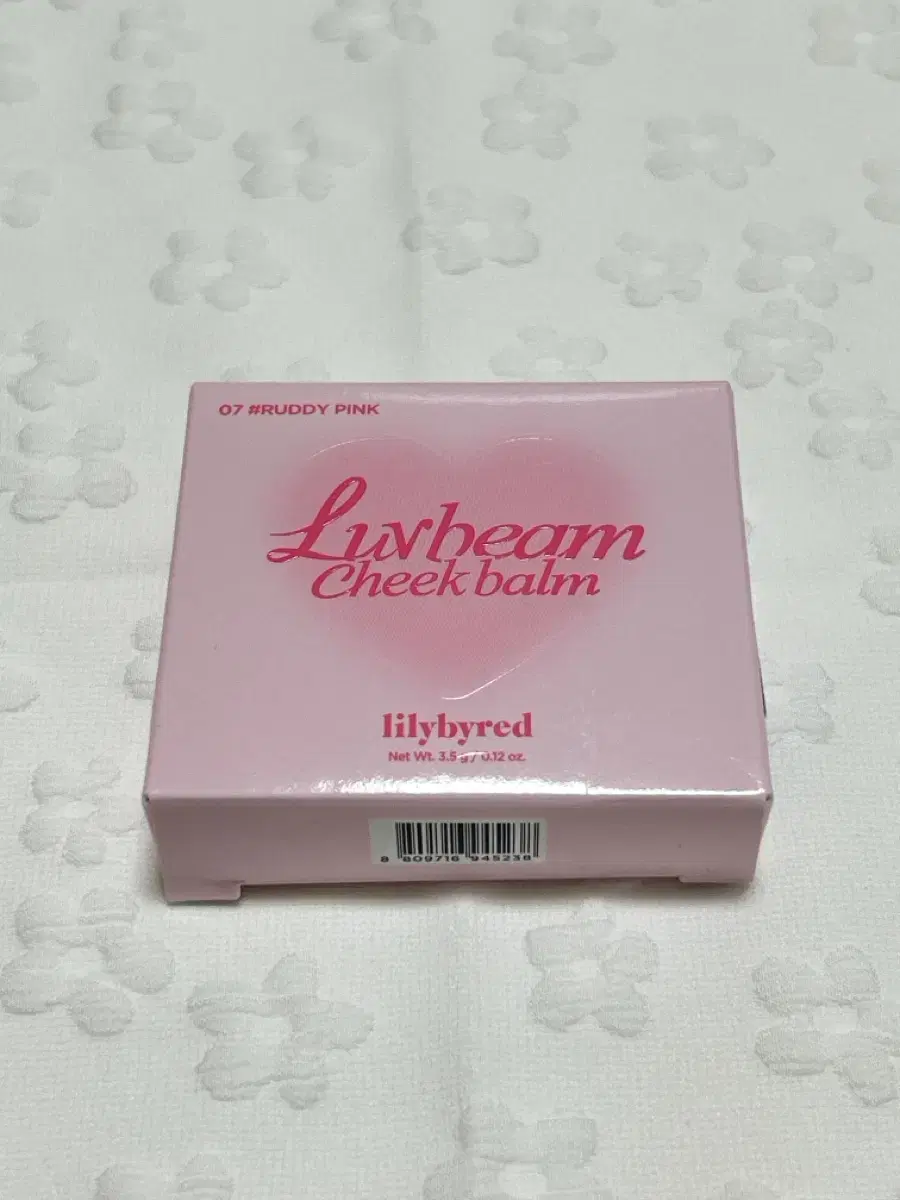 07 #RUDDY PINK
Luvbeam
Cheek balm
lilybyred
Net Wt. 3.5 g / 0.12 oz.
8 809716 945238